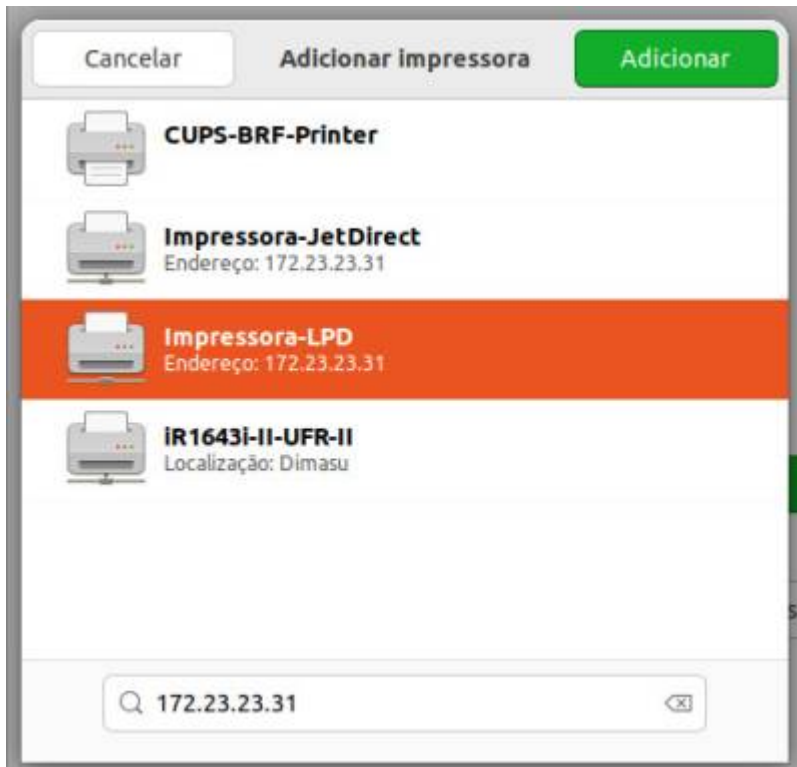 Cancelar Adicionar impressora Adicionar
CUPS-BRF-Printer
Impressora-JetDirect
Endereço: 172.23.23.31
Impressora-LPD
Endereço: 172.23.23.31
iR1643i-II-UFR-II
Localização: Dimasu
172.23.23.31